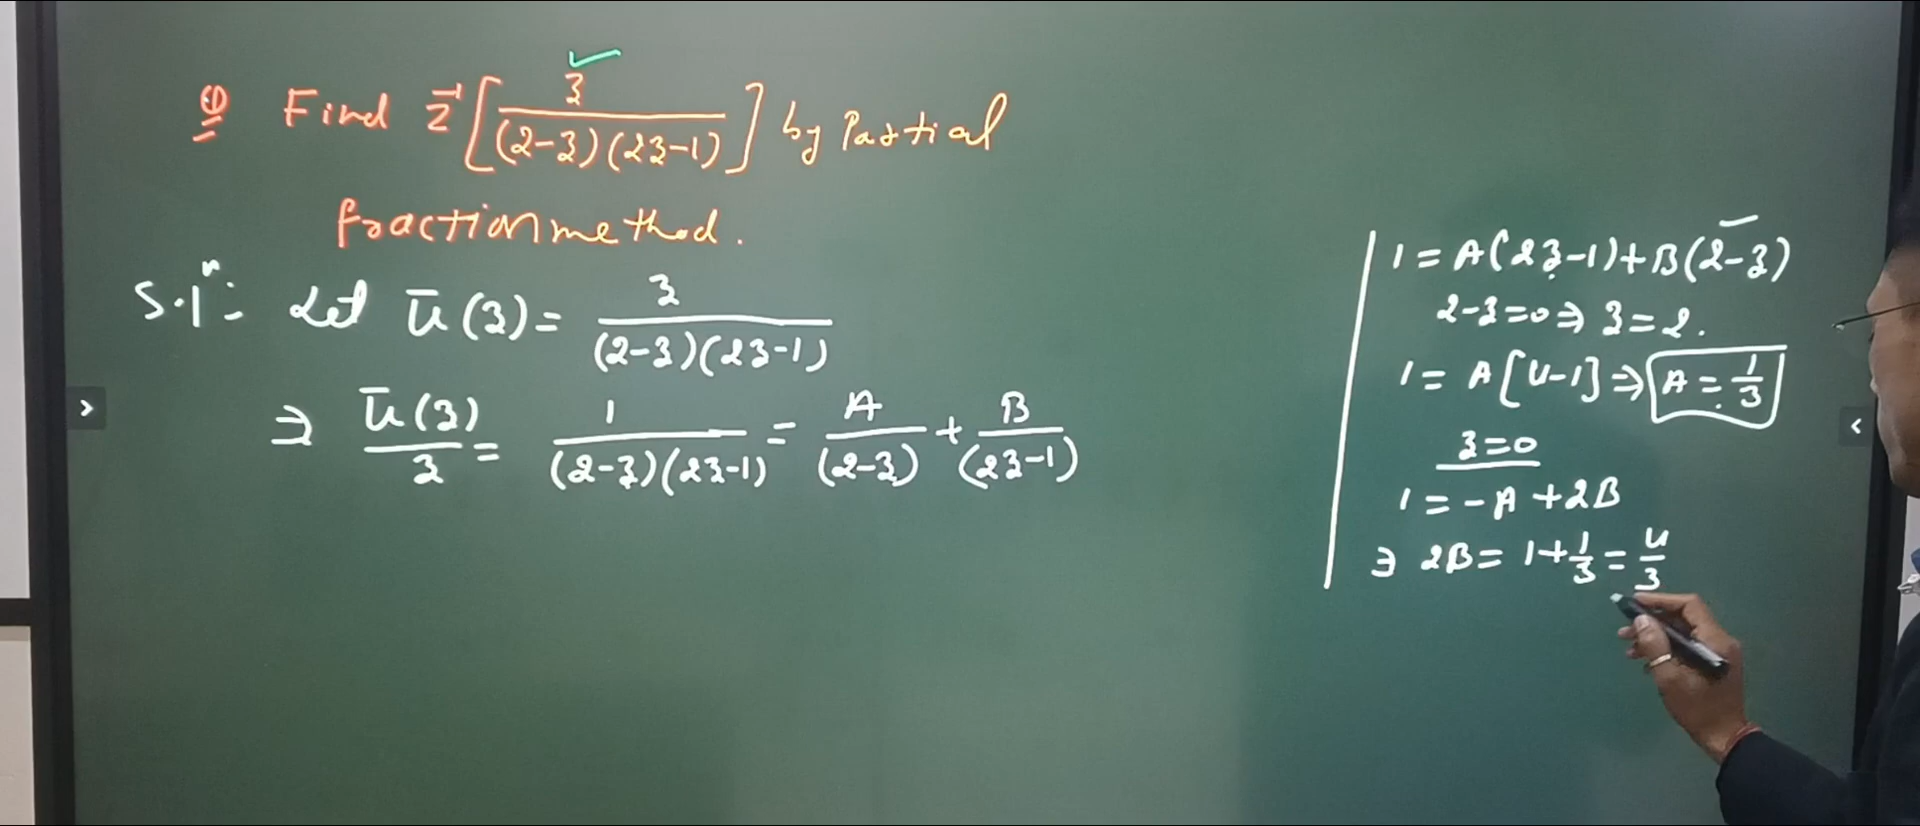 Q Find z⁻¹[z/((2-z)(2z-1))] by Partial
fraction method.
Solⁿ: Let ū(z) = z/((2-z)(2z-1))
⇒ ū(z)/z = 1/((2-z)(2z-1)) = A/(2-z) + B/(2z-1)
1 = A(2z-1)+B(2-z)
2-z=0 ⇒ z=2.
1 = A[4-1] ⇒ A = 1/3
z=0
1 = -A +2B
⇒ 2B = 1+1/3 = 4/3